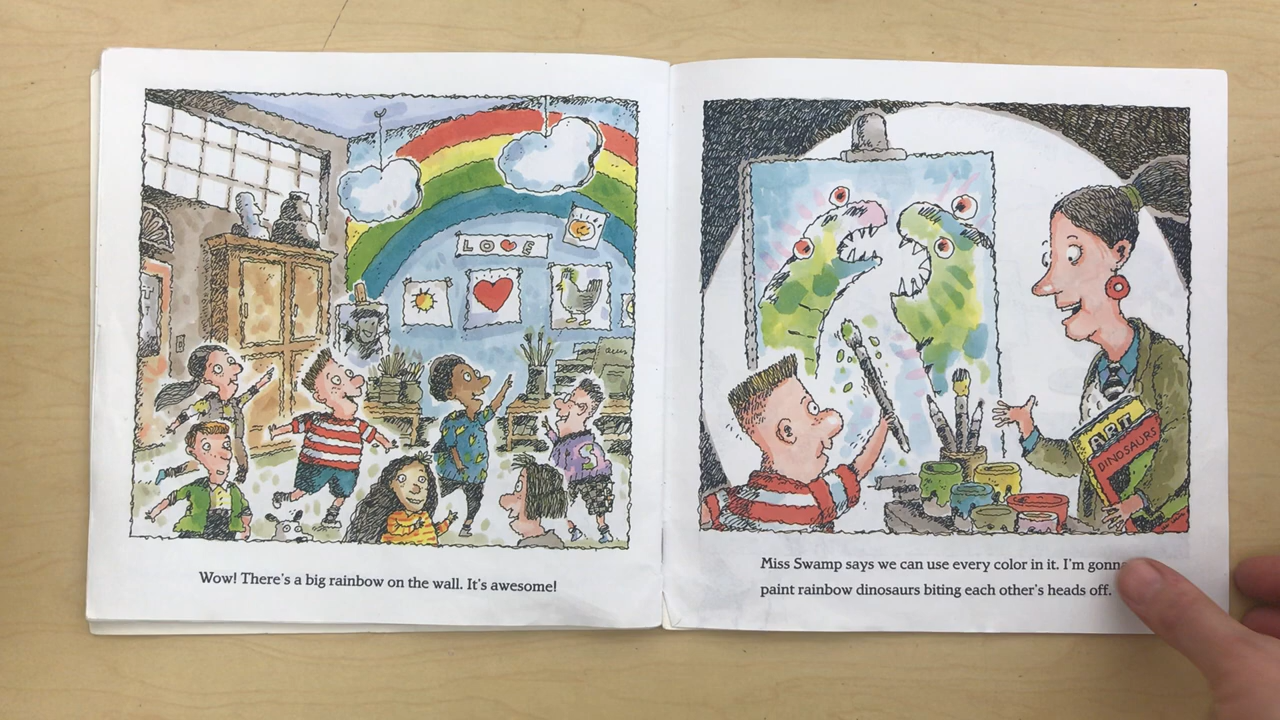 LOVE
Wow! There's a big rainbow on the wall. It's awesome!
S
ART
DINOSAURS
Miss Swamp says we can use every color in it. I'm gonna
paint rainbow dinosaurs biting each other's heads off.